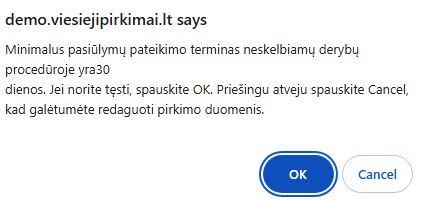 demo.viesiejipirkimai.lt says
Minimalus pasiūlymų pateikimo terminas neskelbiamų derybų
procedūroje yra30
dienos. Jei norite tęsti, spauskite OK. Priešingu atveju spauskite Cancel,
kad galėtumėte redaguoti pirkimo duomenis.
OK
Cancel